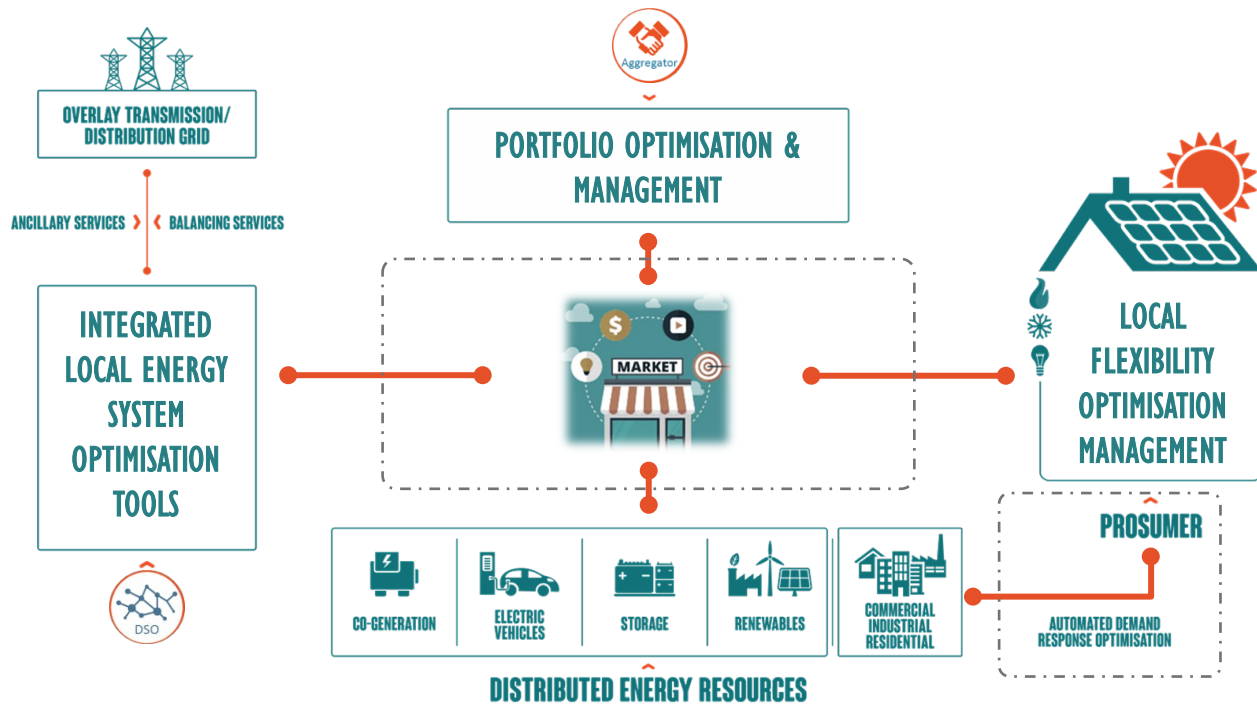 Aggregator
OVERLAY TRANSMISSION/
DISTRIBUTION GRID
PORTFOLIO OPTIMISATION &
MANAGEMENT
ANCILLARY SERVICES
BALANCING SERVICES
INTEGRATED
LOCAL ENERGY
SYSTEM
OPTIMISATION
TOOLS
DSO
$
MARKET
LOCAL
FLEXIBILITY
OPTIMISATION
MANAGEMENT
PROSUMER
AUTOMATED DEMAND
RESPONSE OPTIMISATION
CO-GENERATION
ELECTRIC
VEHICLES
STORAGE
RENEWABLES
COMMERCIAL
INDUSTRIAL
RESIDENTIAL
DISTRIBUTED ENERGY RESOURCES